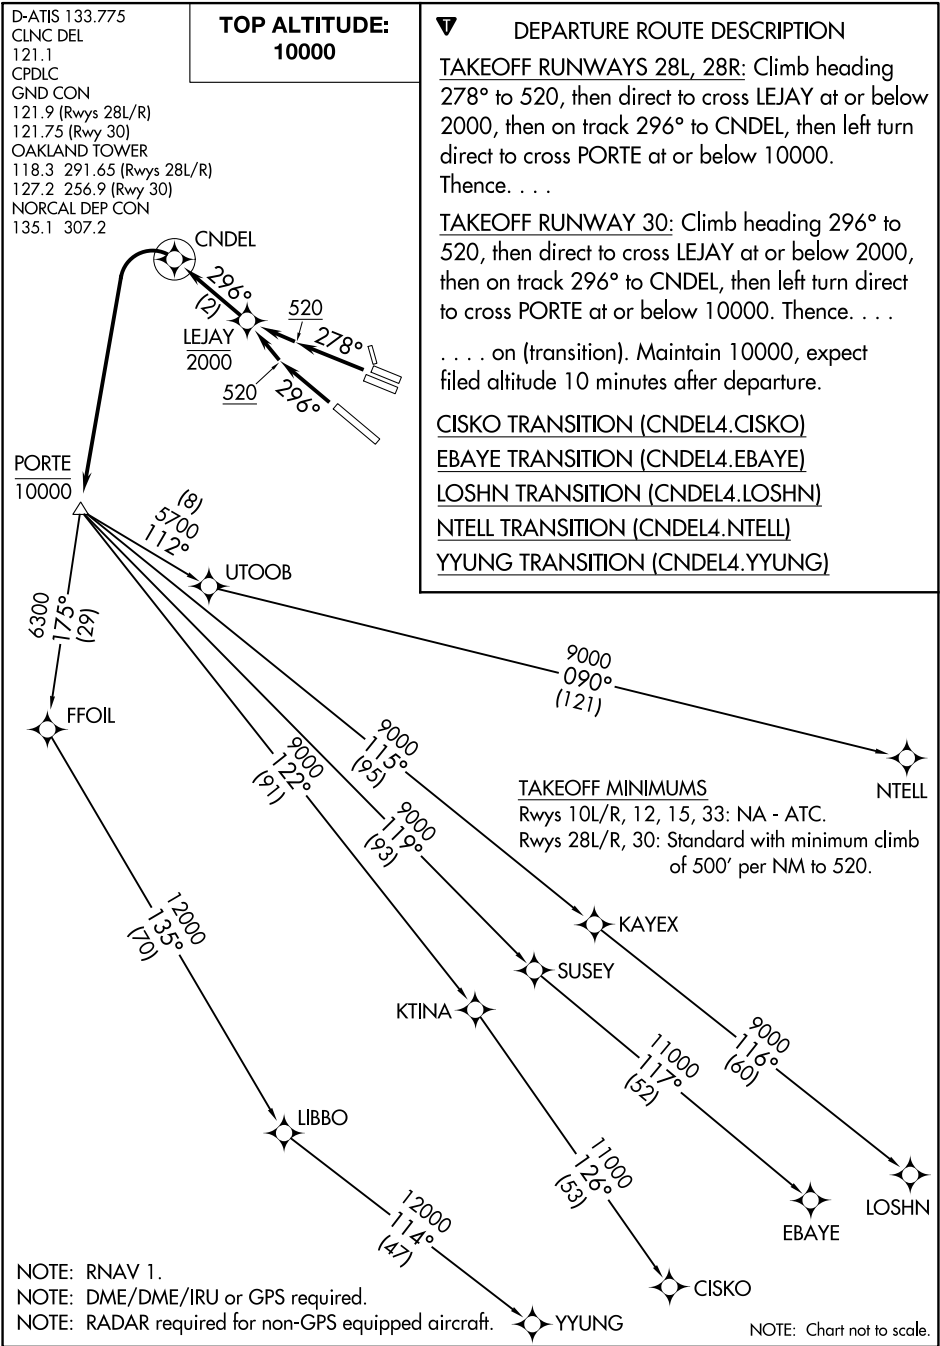 D-ATIS 133.775
CLNC DEL
121.1
CPDLC
GND CON
121.9 (Rwys 28L/R)
121.75 (Rwy 30)
OAKLAND TOWER
118.3 291.65 (Rwys 28L/R)
127.2 256.9 (Rwy 30)
NORCAL DEP CON
135.1 307.2
TOP ALTITUDE:
10000
T
DEPARTURE ROUTE DESCRIPTION
TAKEOFF RUNWAYS 28L, 28R: Climb heading
278° to 520, then direct to cross LEJAY at or below
2000, then on track 296° to CNDEL, then left turn
direct to cross PORTE at or below 10000.
Thence. . . .
TAKEOFF RUNWAY 30: Climb heading 296° to
520, then direct to cross LEJAY at or below 2000,
then on track 296° to CNDEL, then left turn direct
to cross PORTE at or below 10000. Thence. . . .
. . . . on (transition). Maintain 10000, expect
filed altitude 10 minutes after departure.
CISKO TRANSITION (CNDEL4.CISKO)
EBAYE TRANSITION (CNDEL4.EBAYE)
LOSHN TRANSITION (CNDEL4.LOSHN)
NTELL TRANSITION (CNDEL4.NTELL)
YYUNG TRANSITION (CNDEL4.YYUNG)
CNDEL
296°
(2)
LEJAY
2000
520
278°
520
296°
PORTE
10000
(8)
5700
112°
UTOOB
6300
175°
(29)
FFOIL
9000
090°
(121)
NTELL
9000
115°
(95)
9000
122°
(91)
9000
119°
(93)
TAKEOFF MINIMUMS
Rwys 10L/R, 12, 15, 33: NA - ATC.
Rwys 28L/R, 30: Standard with minimum climb
of 500' per NM to 520.
12000
135°
(70)
KAYEX
SUSEY
KTINA
9000
116°
(60)
11000
117°
(52)
LIBBO
11000
126°
(53)
LOSHN
EBAYE
12000
114°
(47)
CISKO
YYUNG
NOTE: RNAV 1.
NOTE: DME/DME/IRU or GPS required.
NOTE: RADAR required for non-GPS equipped aircraft.
NOTE: Chart not to scale.